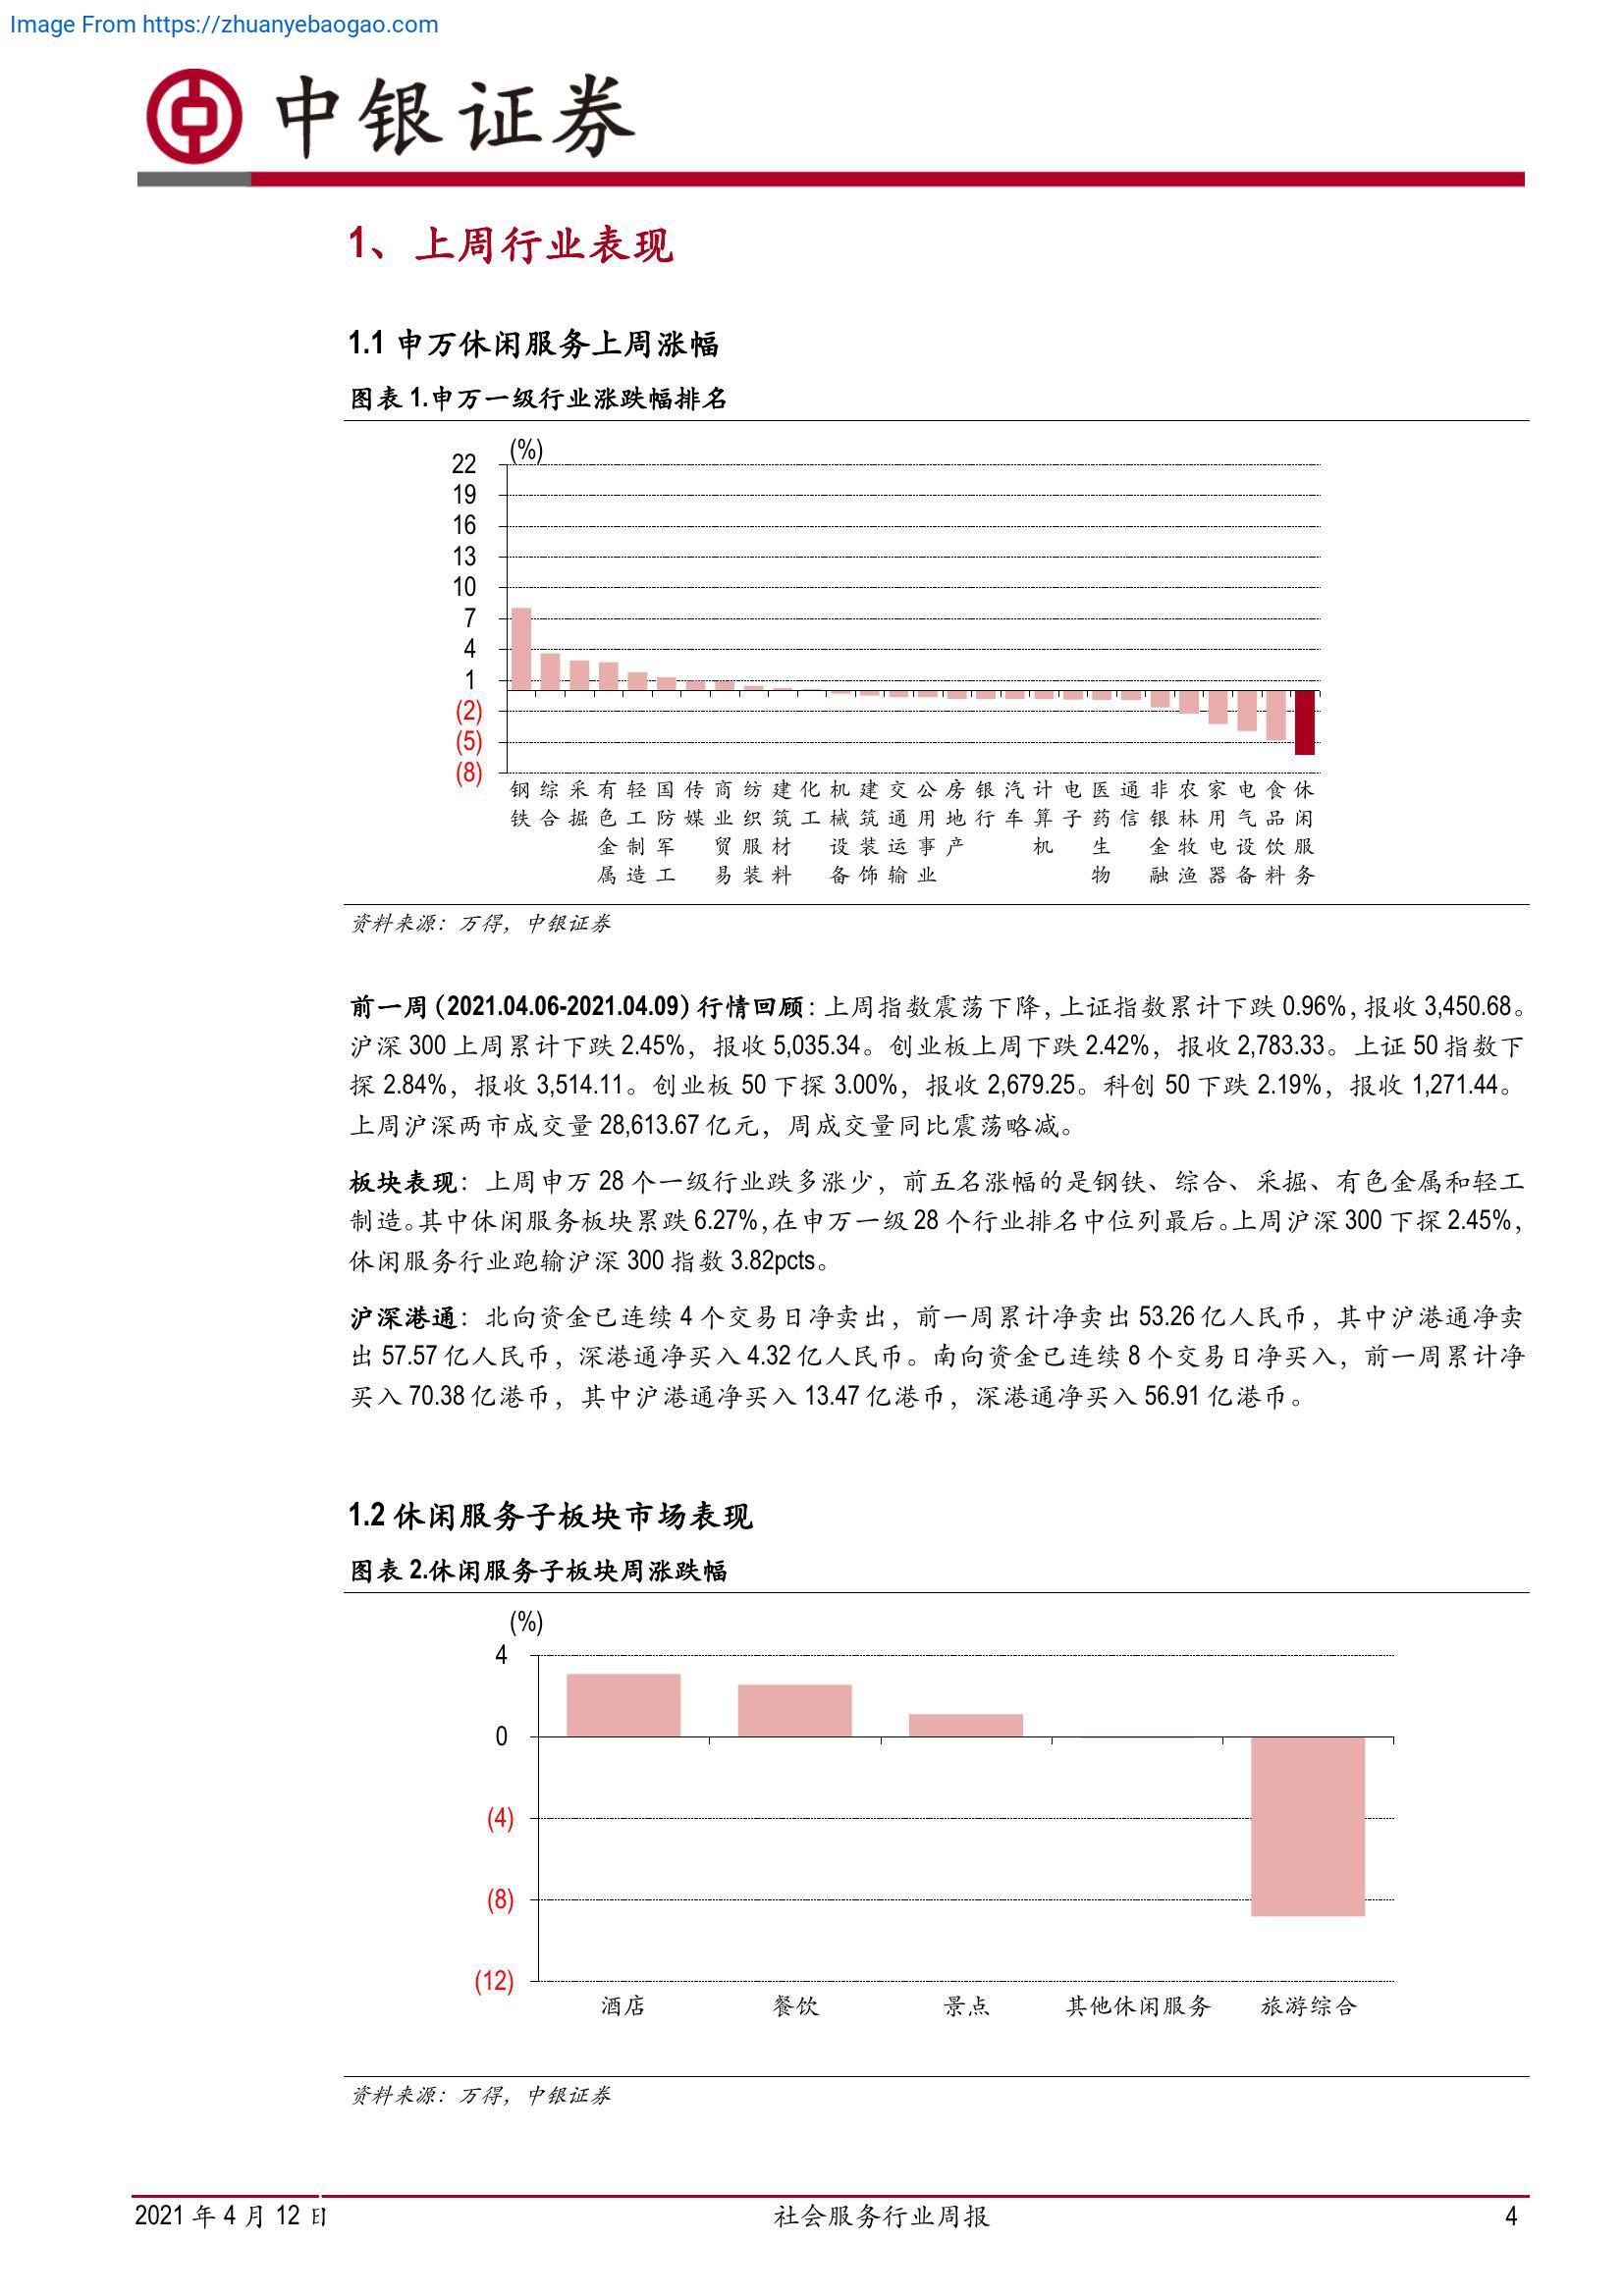 Image From https://zhuanyebaogao.com
中银证券
1、上周行业表现
1.1 申万休闲服务上周涨幅
图表 1.申万一级行业涨跌幅排名
(%)
22
19
16
13
10
7
4
1
(2)
(5)
(8)
钢铁
综合
采掘
有色金属
轻工制造
国防军工
传媒
商业贸易
纺织服装
建筑材料
化工
机械设备
建筑装饰
交通运输
公用事业
房地产
银行
汽车
计算机
电子
医药生物
通信
非银金融
农林牧渔
家用电器
电气设备
食品饮料
休闲服务
资料来源：万得，中银证券
前一周（2021.04.06-2021.04.09）行情回顾：上周指数震荡下降，上证指数累计下跌 0.96%，报收 3,450.68。
沪深 300 上周累计下跌 2.45%，报收 5,035.34。创业板上周下跌 2.42%，报收 2,783.33。上证 50 指数下
探 2.84%，报收 3,514.11。创业板 50 下探 3.00%，报收 2,679.25。科创 50 下跌 2.19%，报收 1,271.44。
上周沪深两市成交量 28,613.67 亿元，周成交量同比震荡略减。
板块表现：上周申万 28 个一级行业跌多涨少，前五名涨幅的是钢铁、综合、采掘、有色金属和轻工
制造。其中休闲服务板块累跌 6.27%，在申万一级 28 个行业排名中位列最后。上周沪深 300 下探 2.45%，
休闲服务行业跑输沪深 300 指数 3.82pcts。
沪深港通：北向资金已连续 4 个交易日净卖出，前一周累计净卖出 53.26 亿人民币，其中沪港通净卖
出 57.57 亿人民币，深港通净买入 4.32 亿人民币。南向资金已连续 8 个交易日净买入，前一周累计净
买入 70.38 亿港币，其中沪港通净买入 13.47 亿港币，深港通净买入 56.91 亿港币。
1.2 休闲服务子板块市场表现
图表 2.休闲服务子板块周涨跌幅
(%)
4
0
(4)
(8)
(12)
酒店 餐饮 景点 其他休闲服务 旅游综合
资料来源：万得，中银证券
2021 年 4 月 12 日 社会服务行业周报 4